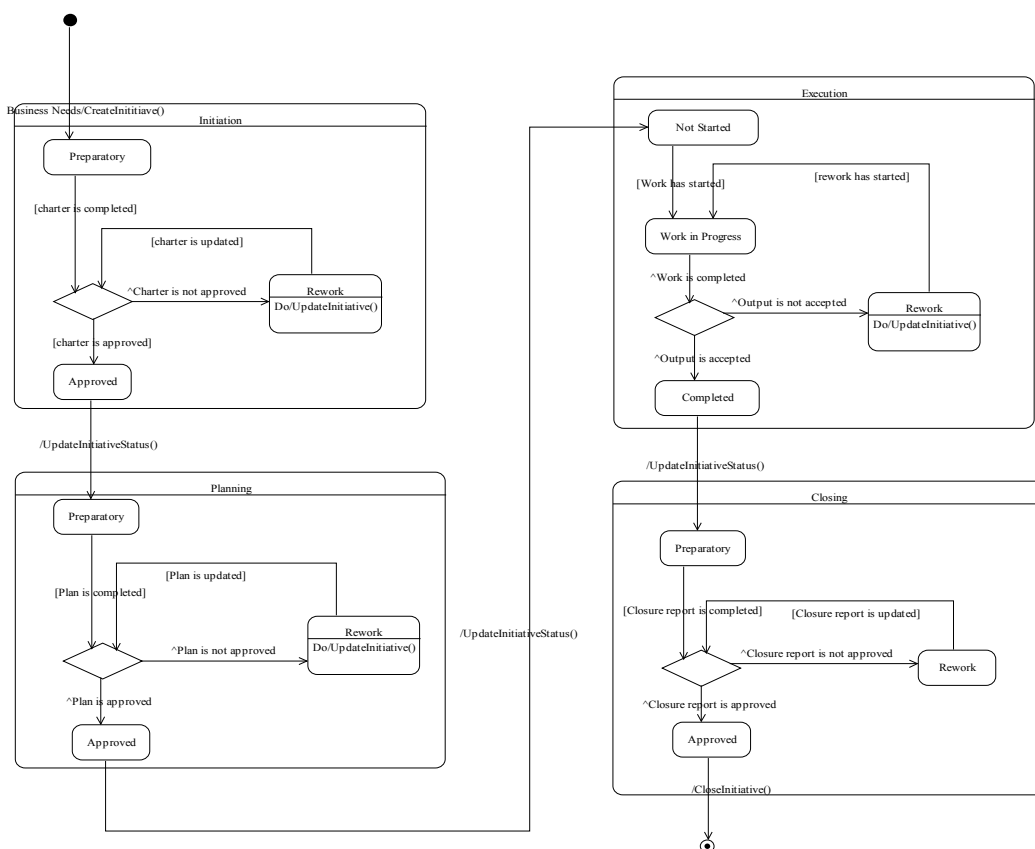 Business Needs/CreateInititiave()
Initiation
Preparatory
[charter is completed]
[charter is updated]
^Charter is not approved
Rework
Do/UpdateInitiative()
[charter is approved]
Approved
/UpdateInitiativeStatus()
Planning
Preparatory
[Plan is completed]
[Plan is updated]
^Plan is not approved
Rework
Do/UpdateInitiative()
^Plan is approved
Approved
/UpdateInitiativeStatus()
Execution
Not Started
[Work has started]
[rework has started]
Work in Progress
^Work is completed
^Output is not accepted
Rework
Do/UpdateInitiative()
^Output is accepted
Completed
/UpdateInitiativeStatus()
Closing
Preparatory
[Closure report is completed]
[Closure report is updated]
^Closure report is not approved
Rework
^Closure report is approved
Approved
/CloseInitiative()